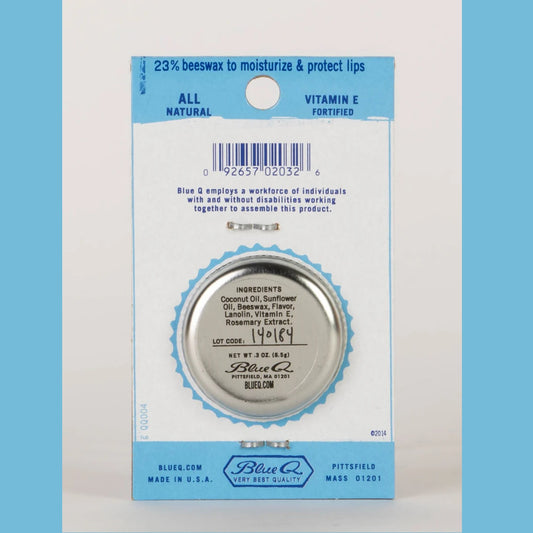 23% beeswax to moisturize & protect lips
ALL
NATURAL
VITAMIN E
FORTIFIED
0 92657 02032 6
Blue Q employs a workforce of individuals
with and without disabilities working
together to assemble this product.
INGREDIENTS
Coconut Oil, Sunflower
Oil, Beeswax, Flavor,
Lanolin, Vitamin E,
Rosemary Extract.
LOT CODE: 140184
NET WT .3 OZ. (8.5g)
Blue Q
PITTSFIELD, MA 01201
BLUEQ.COM
QQ004
©2014
BLUEQ.COM
MADE IN U.S.A.
Blue Q
VERY BEST QUALITY
PITTSFIELD
MASS 01201